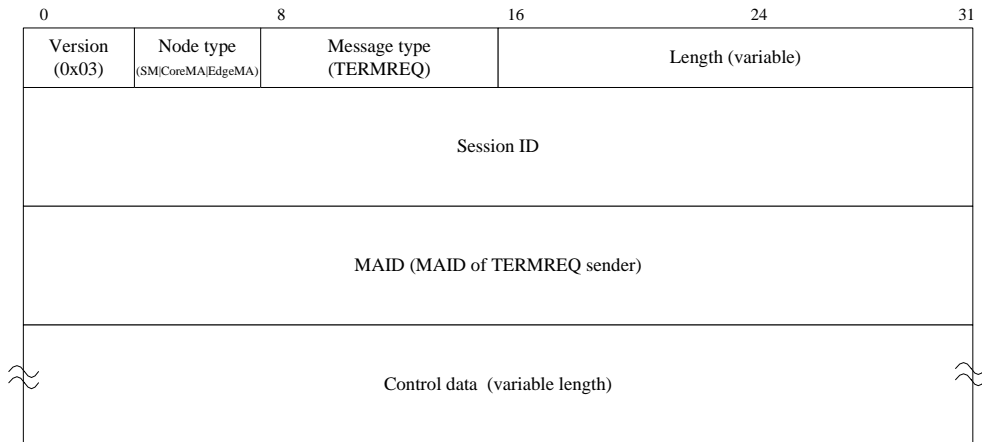 0 8 16 24 31
Version Node type Message type Length (variable)
(0x03) (SM|CoreMA|EdgeMA) (TERMREQ)
Session ID
MAID (MAID of TERMREQ sender)
Control data (variable length)